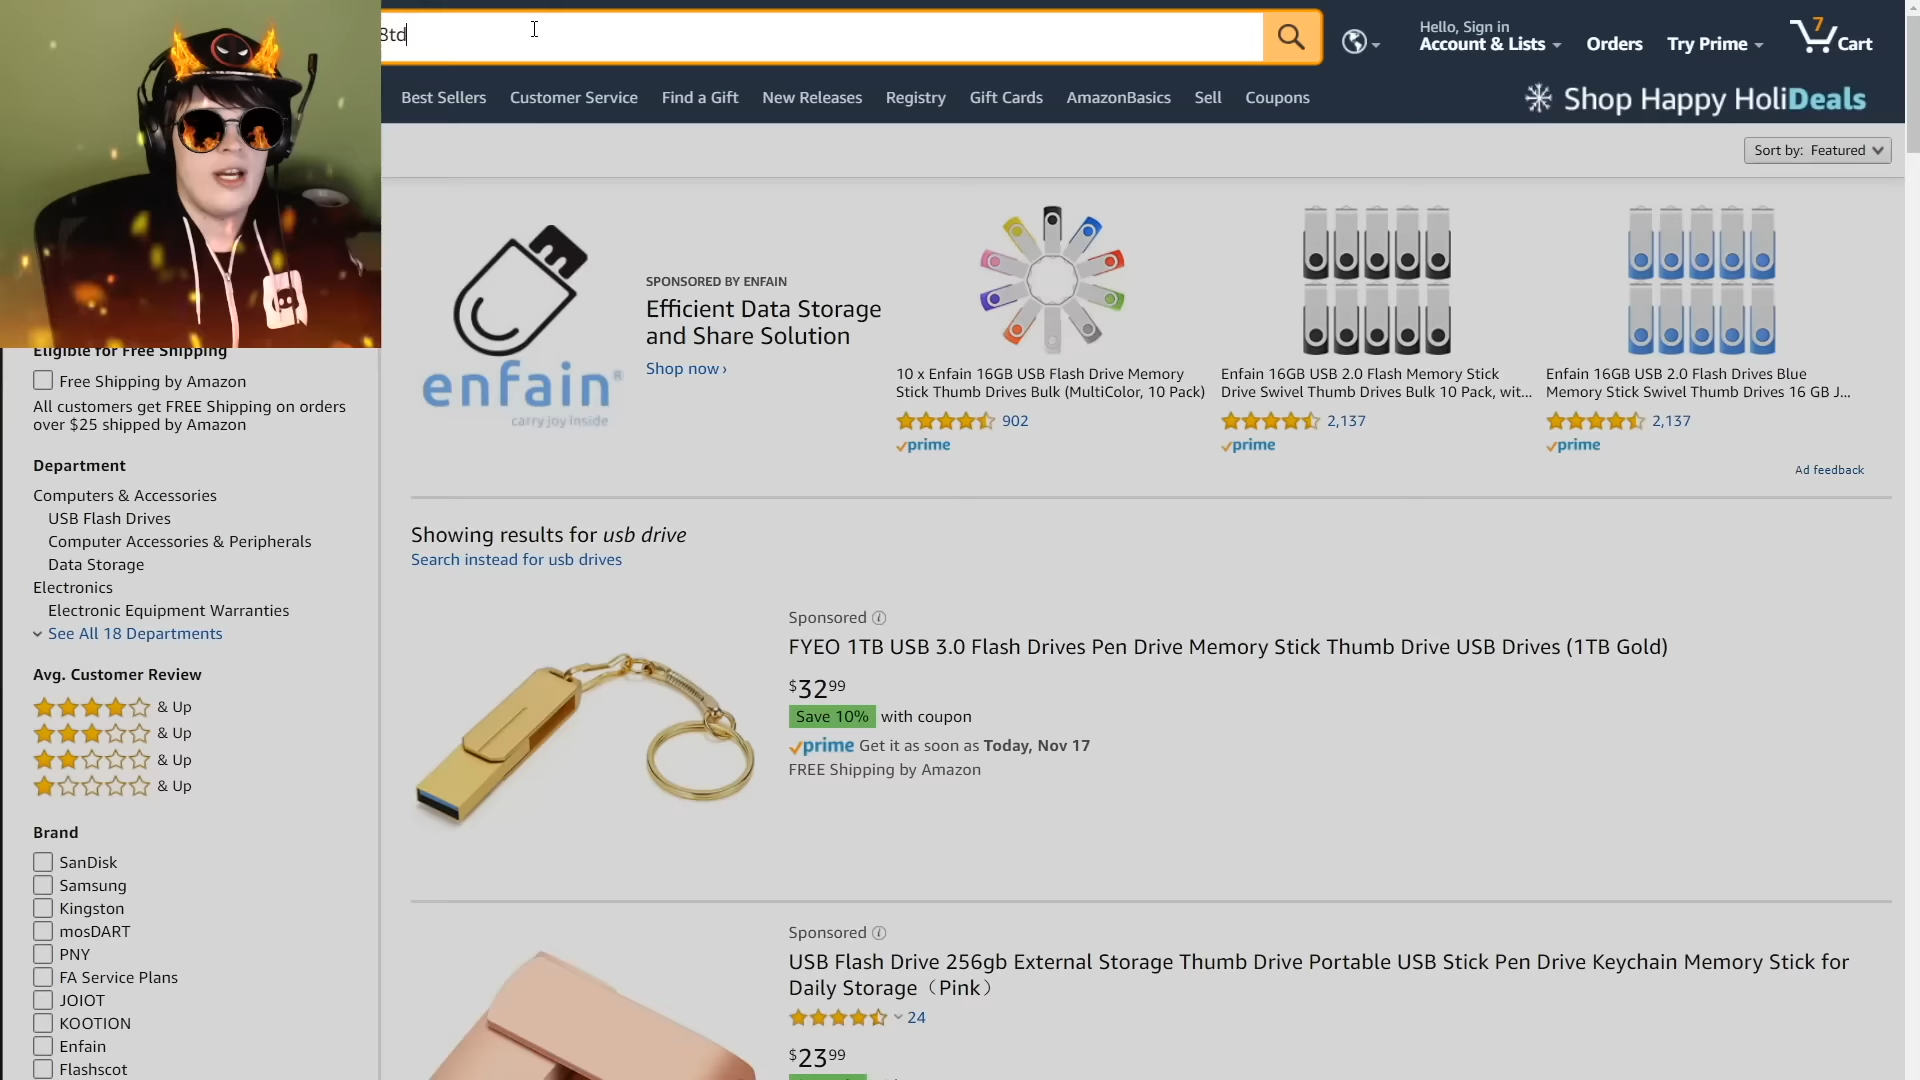 8td
Hello, Sign in
Account & Lists
Orders
Try Prime
7
Cart
Best Sellers
Customer Service
Find a Gift
New Releases
Registry
Gift Cards
AmazonBasics
Sell
Coupons
Shop Happy HoliDeals
Sort by: Featured
enfain®
carry joy inside
SPONSORED BY ENFAIN
Efficient Data Storage
and Share Solution
Shop now ›
10 x Enfain 16GB USB Flash Drive Memory
Stick Thumb Drives Bulk (MultiColor, 10 Pack)
902
prime
Enfain 16GB USB 2.0 Flash Memory Stick
Drive Swivel Thumb Drives Bulk 10 Pack, wit...
2,137
prime
Enfain 16GB USB 2.0 Flash Drives Blue
Memory Stick Swivel Thumb Drives 16 GB J...
2,137
prime
Ad feedback
Eligible for Free Shipping
Free Shipping by Amazon
All customers get FREE Shipping on orders
over $25 shipped by Amazon
Department
Computers & Accessories
USB Flash Drives
Computer Accessories & Peripherals
Data Storage
Electronics
Electronic Equipment Warranties
See All 18 Departments
Avg. Customer Review
& Up
& Up
& Up
& Up
Brand
SanDisk
Samsung
Kingston
mosDART
PNY
FA Service Plans
JOIOT
KOOTION
Enfain
Flashscot
Showing results for usb drive
Search instead for usb drives
Sponsored
FYEO 1TB USB 3.0 Flash Drives Pen Drive Memory Stick Thumb Drive USB Drives (1TB Gold)
$32 99
Save 10% with coupon
prime Get it as soon as Today, Nov 17
FREE Shipping by Amazon
Sponsored
USB Flash Drive 256gb External Storage Thumb Drive Portable USB Stick Pen Drive Keychain Memory Stick for
Daily Storage（Pink）
24
$23 99